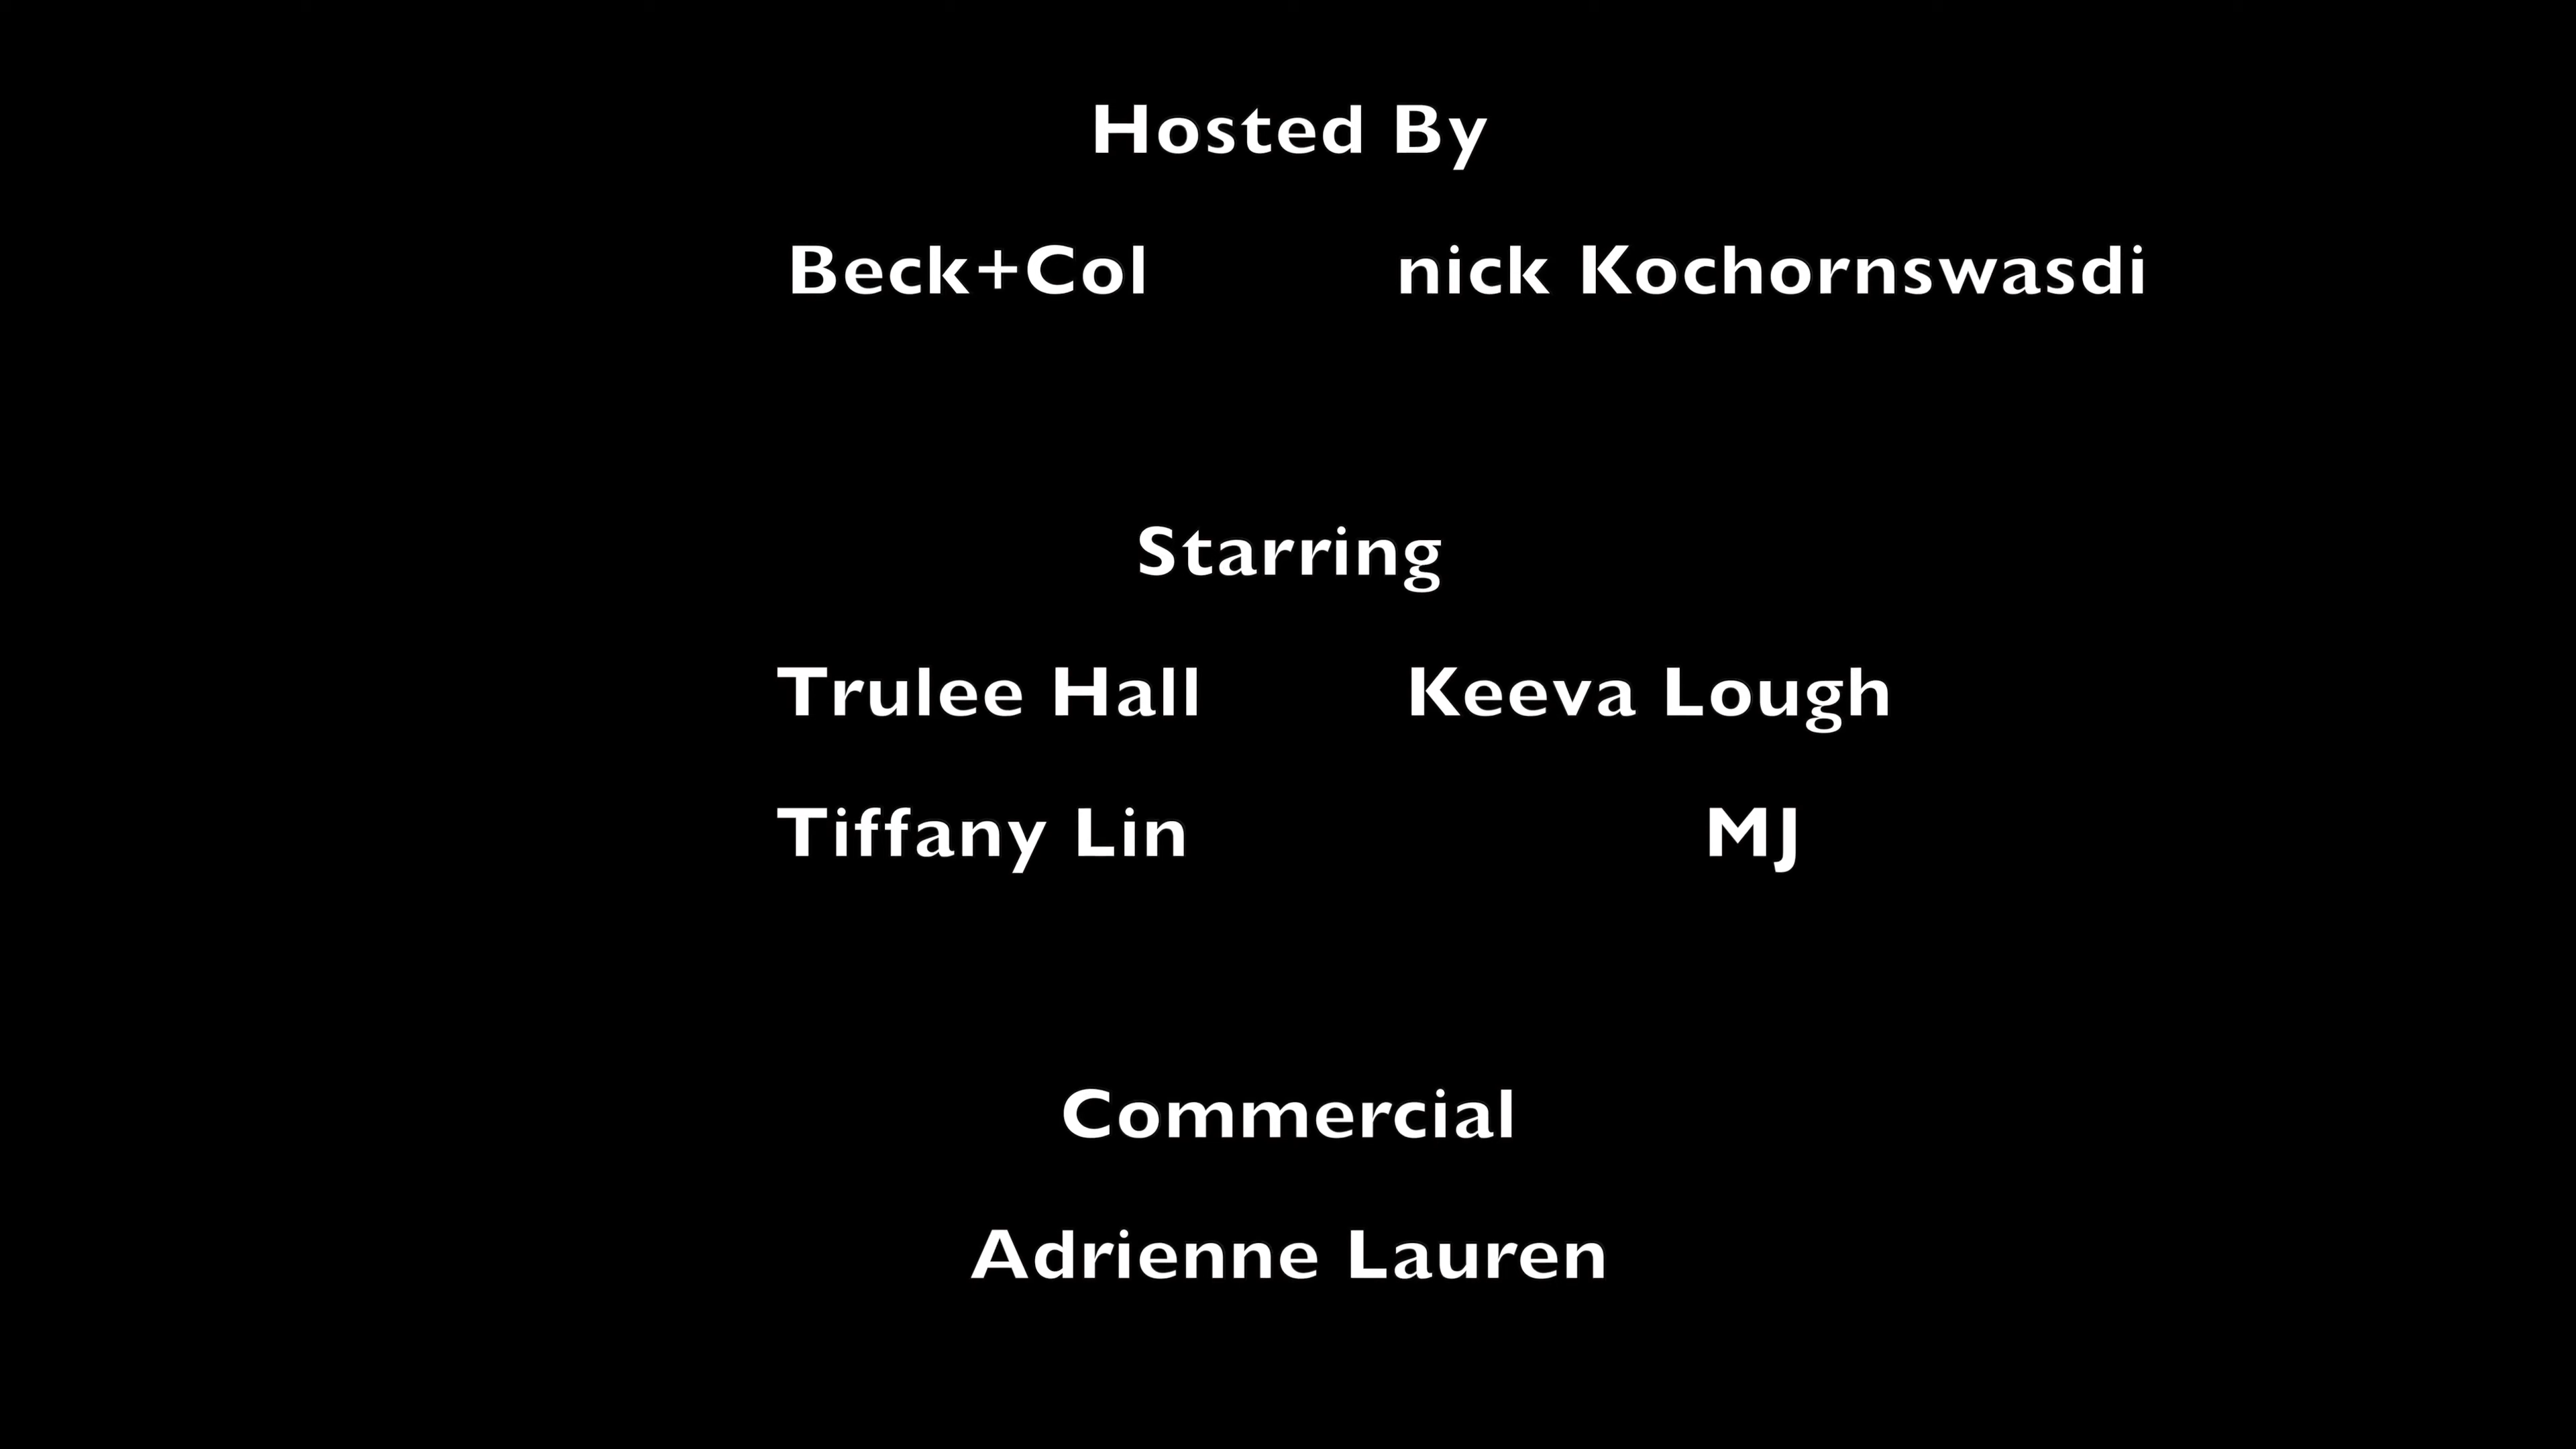 Hosted By
Beck+Col nick Kochornswasdi
Starring
Trulee Hall Keeva Lough
Tiffany Lin MJ
Commercial
Adrienne Lauren